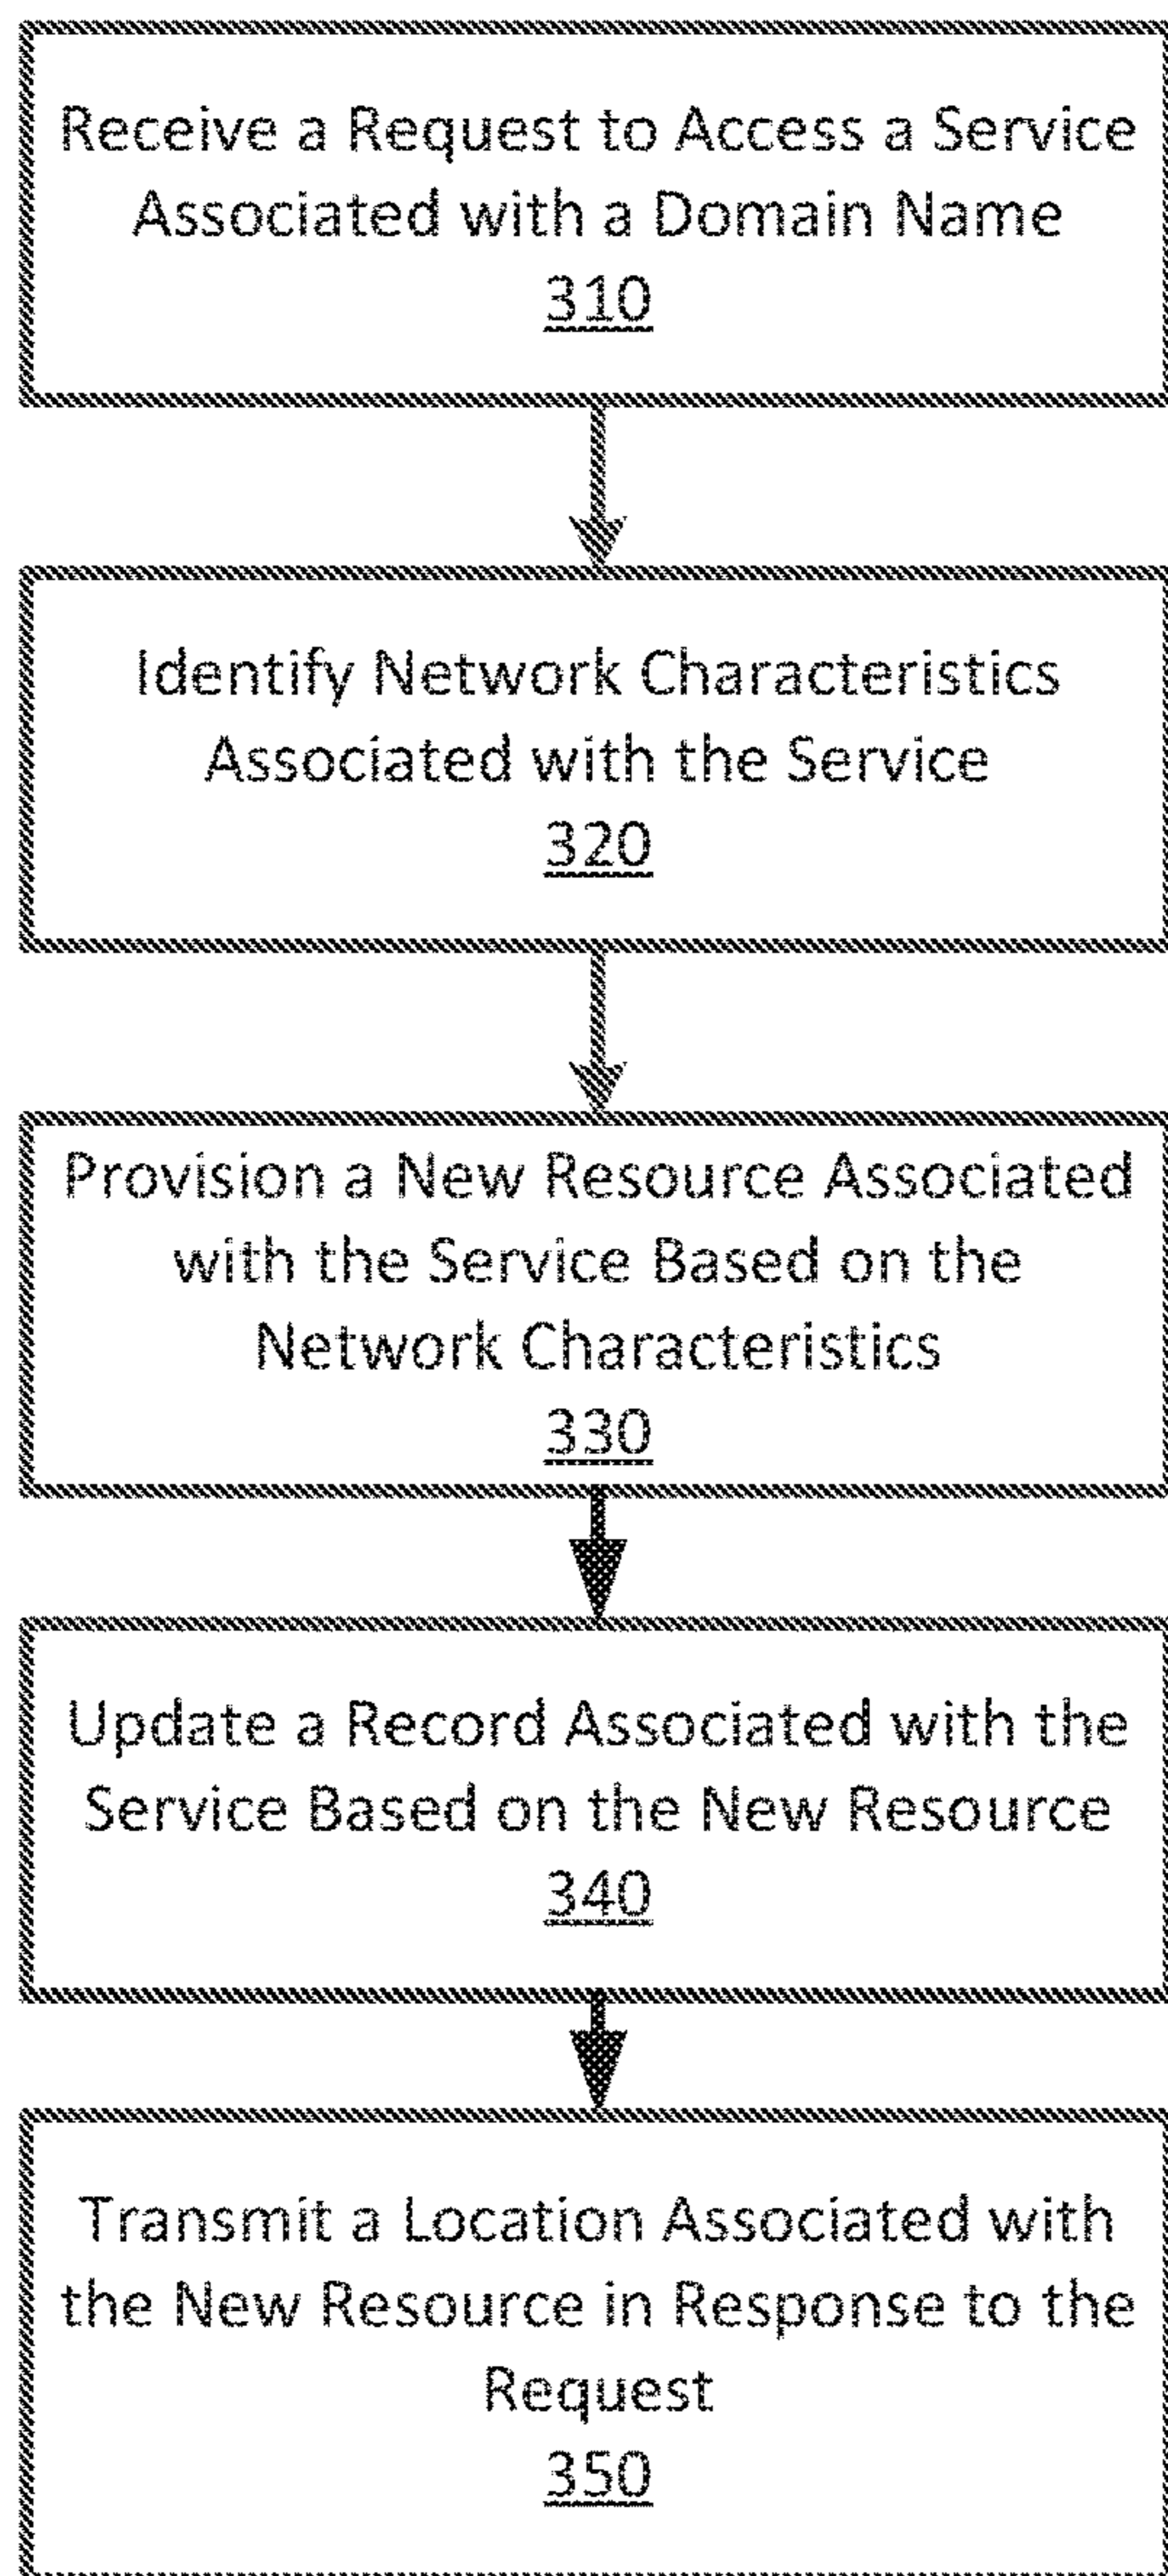 Receive a Request to Access a Service
Associated with a Domain Name
310
Identify Network Characteristics
Associated with the Service
320
Provision a New Resource Associated
with the Service Based on the
Network Characteristics
330
Update a Record Associated with the
Service Based on the New Resource
340
Transmit a Location Associated with
the New Resource in Response to the
Request
350